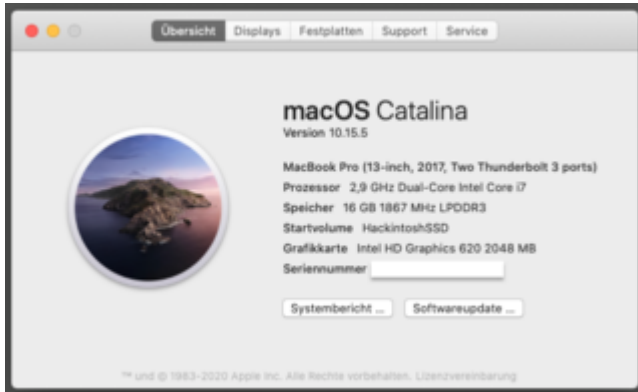 Übersicht Displays Festplatten Support Service
macOS Catalina
Version 10.15.5
MacBook Pro (13-inch, 2017, Two Thunderbolt 3 ports)
Prozessor 2,9 GHz Dual-Core Intel Core i7
Speicher 16 GB 1867 MHz LPDDR3
Startvolume HackintoshSSD
Grafikkarte Intel HD Graphics 620 2048 MB
Seriennummer
Systembericht ... Softwareupdate ...
™ und © 1983-2020 Apple Inc. Alle Rechte vorbehalten. Lizenzvereinbarung